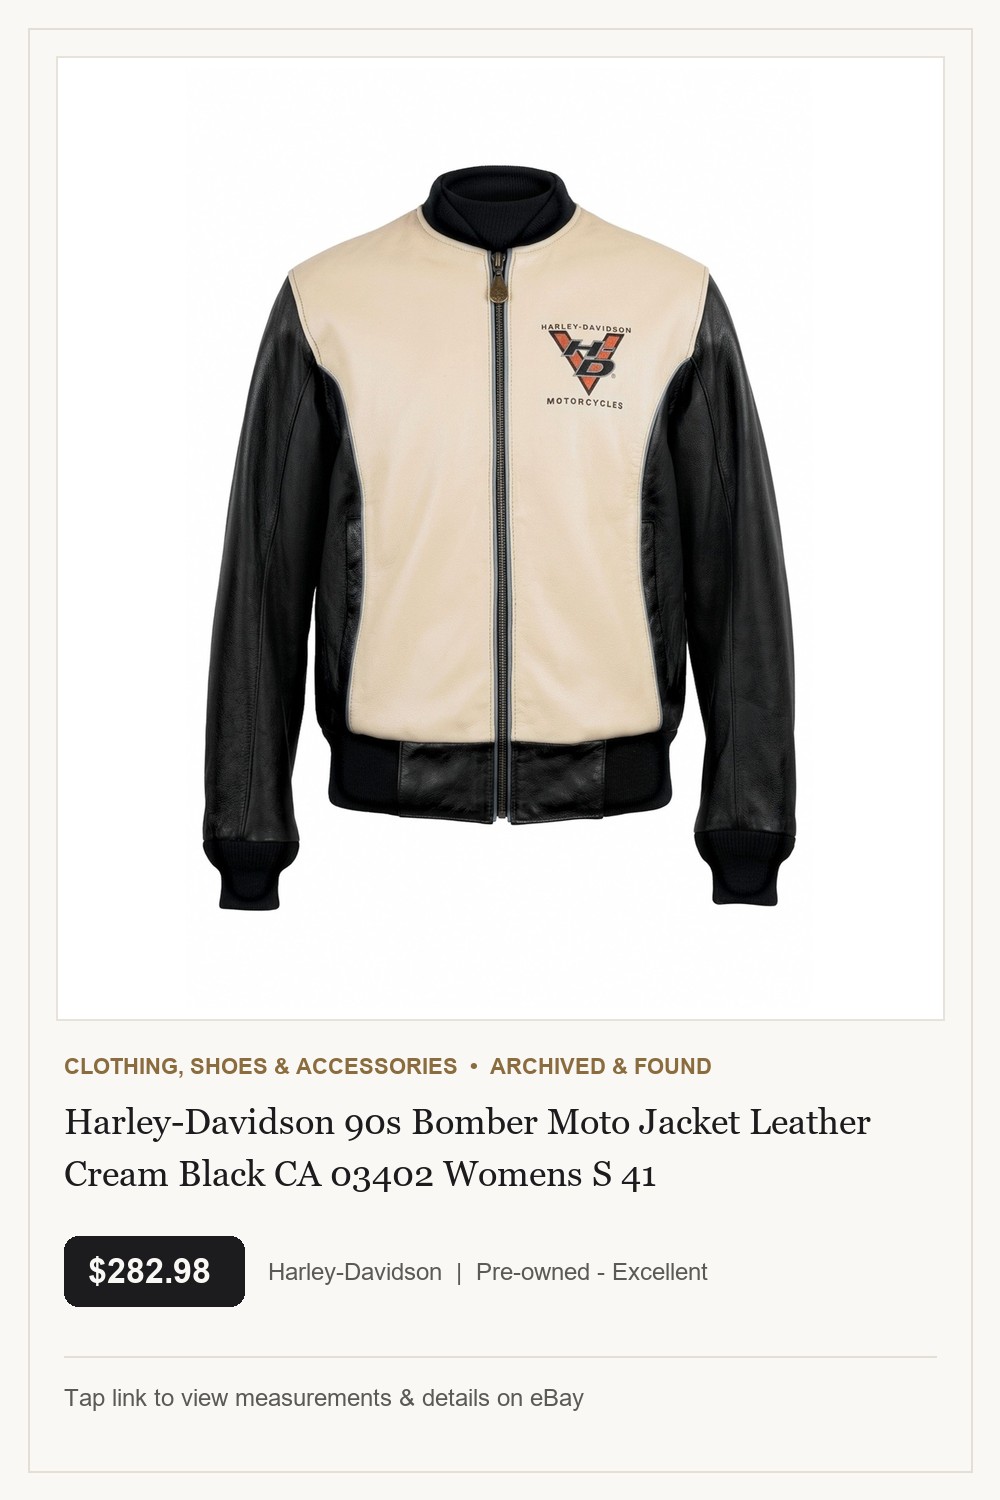 HARLEY-DAVIDSON
H-D
®
MOTORCYCLES
CLOTHING, SHOES & ACCESSORIES • ARCHIVED & FOUND
Harley-Davidson 90s Bomber Moto Jacket Leather
Cream Black CA 03402 Womens S 41
$282.98
Harley-Davidson | Pre-owned - Excellent
Tap link to view measurements & details on eBay